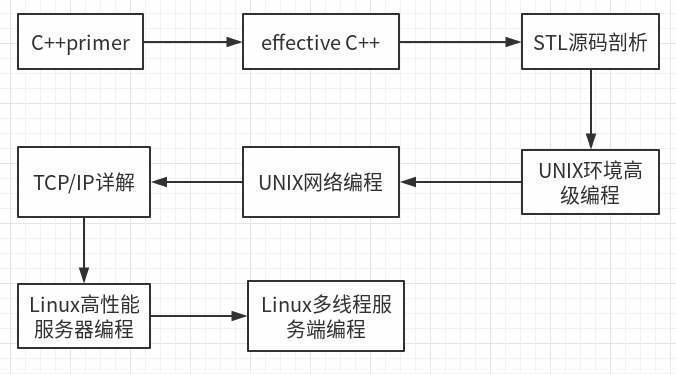 C++primer
effective C++
STL源码剖析
UNIX环境高
级编程
UNIX网络编程
TCP/IP详解
Linux高性能
服务器编程
Linux多线程服
务端编程